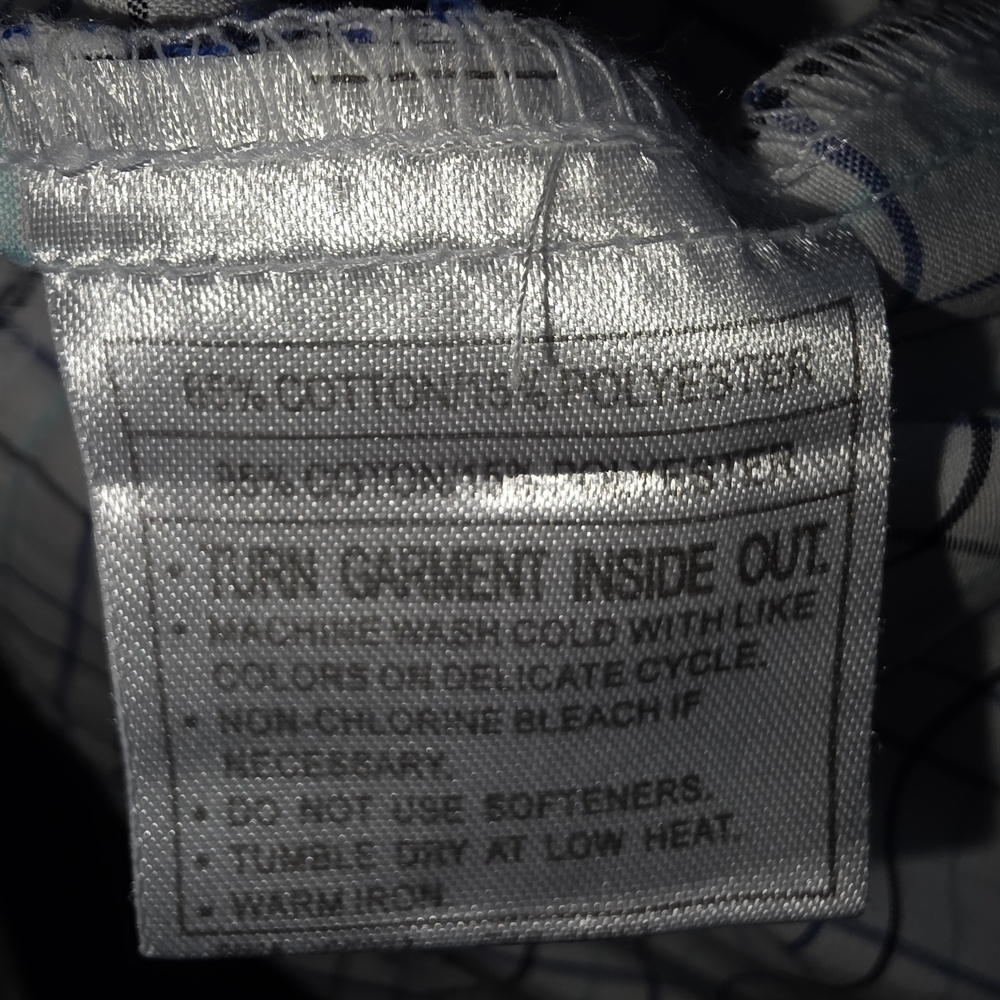 85% COTTON/15% POLYESTER
85% COTON/15% POLYESTER
• TURN GARMENT INSIDE OUT.
• MACHINE WASH COLD WITH LIKE
COLORS ON DELICATE CYCLE.
• NON-CHLORINE BLEACH IF
NECESSARY.
• DO NOT USE SOFTENERS.
• TUMBLE DRY AT LOW HEAT.
• WARM IRON